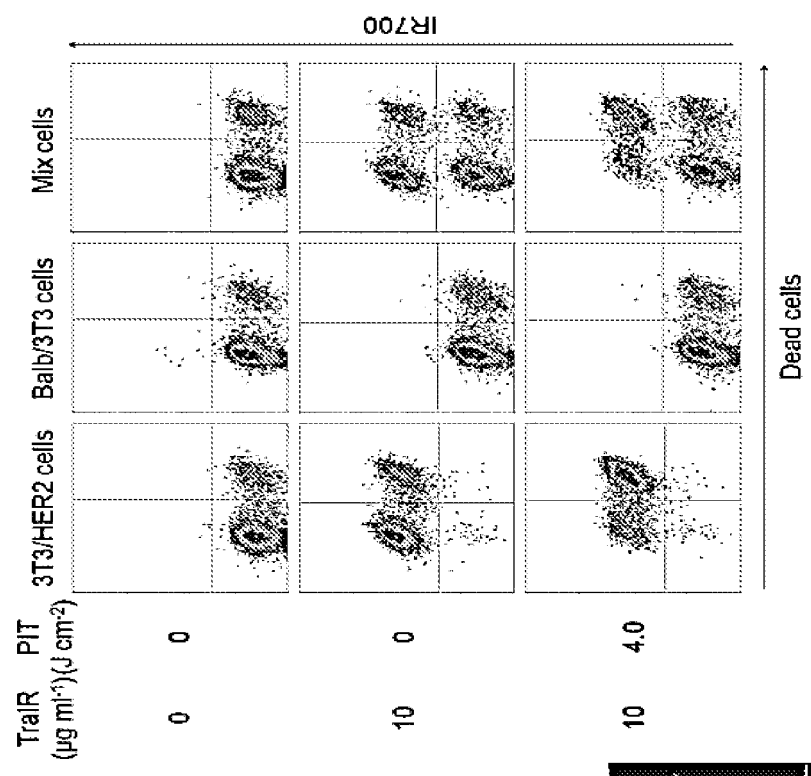 TraIR PIT
(µg ml⁻¹)(J cm⁻²)
3T3/HER2 cells
Balb/3T3 cells
Mix cells
0 0
10 0
10 4.0
IR700
Dead cells